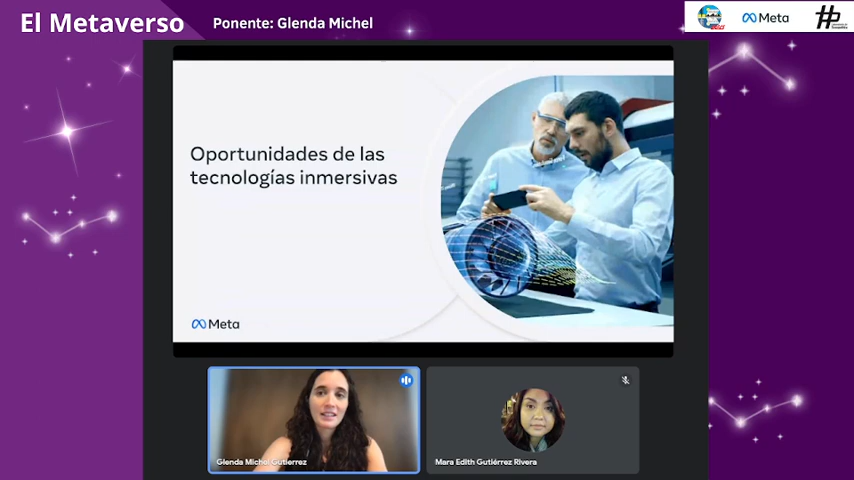 El Metaverso
Ponente: Glenda Michel
Meta
Oportunidades de las
tecnologías inmersivas
Meta
Glenda Michel Gutierrez
Mara Edith Gutiérrez Rivera